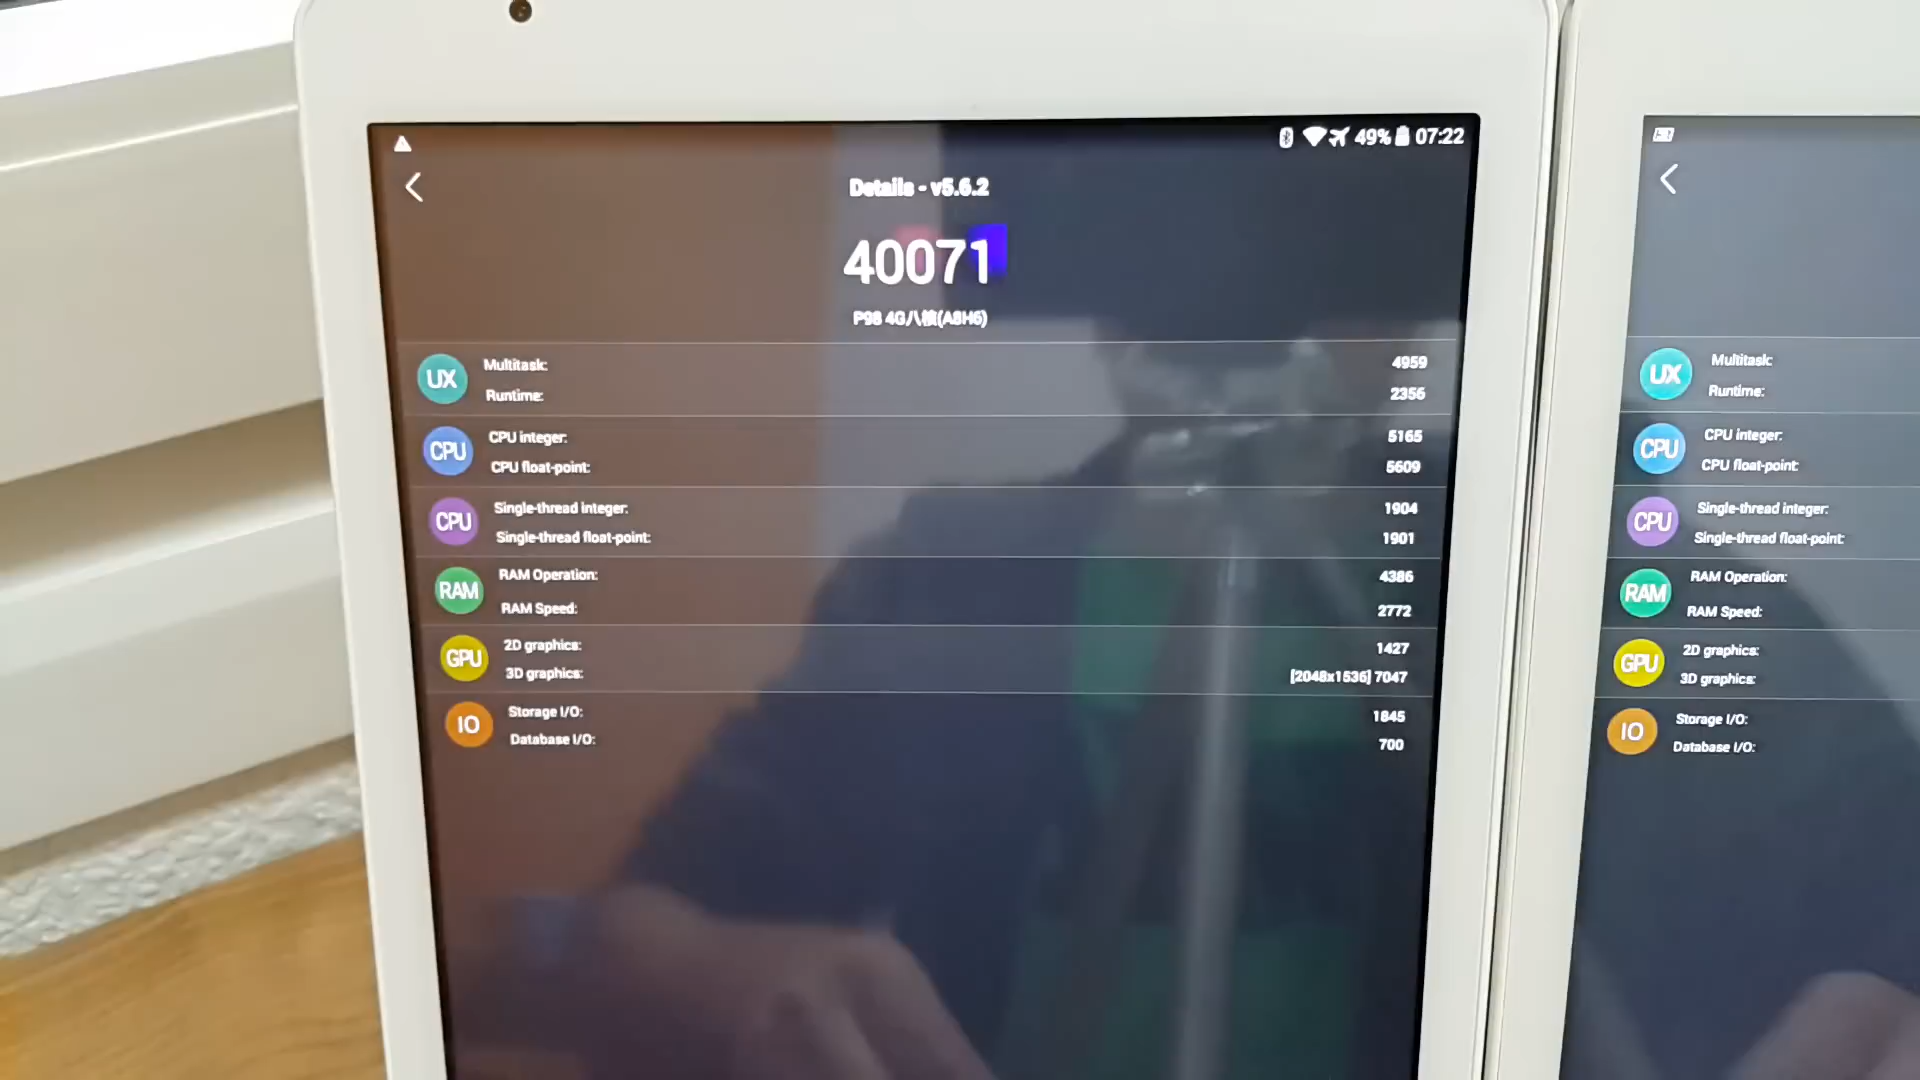 49% 07:22
Details - v5.6.2
40071
P98 4G八核(A8H6)
UX
Multitask: 4959
Runtime: 2356
CPU
CPU integer: 5165
CPU float-point: 5609
CPU
Single-thread integer: 1904
Single-thread float-point: 1901
RAM
RAM Operation: 4386
RAM Speed: 2772
GPU
2D graphics: 1427
3D graphics: [2048x1536] 7047
IO
Storage I/O: 1845
Database I/O: 700
UX
Multitask:
Runtime:
CPU
CPU integer:
CPU float-point:
CPU
Single-thread integer:
Single-thread float-point:
RAM
RAM Operation:
RAM Speed:
GPU
2D graphics:
3D graphics:
IO
Storage I/O:
Database I/O: